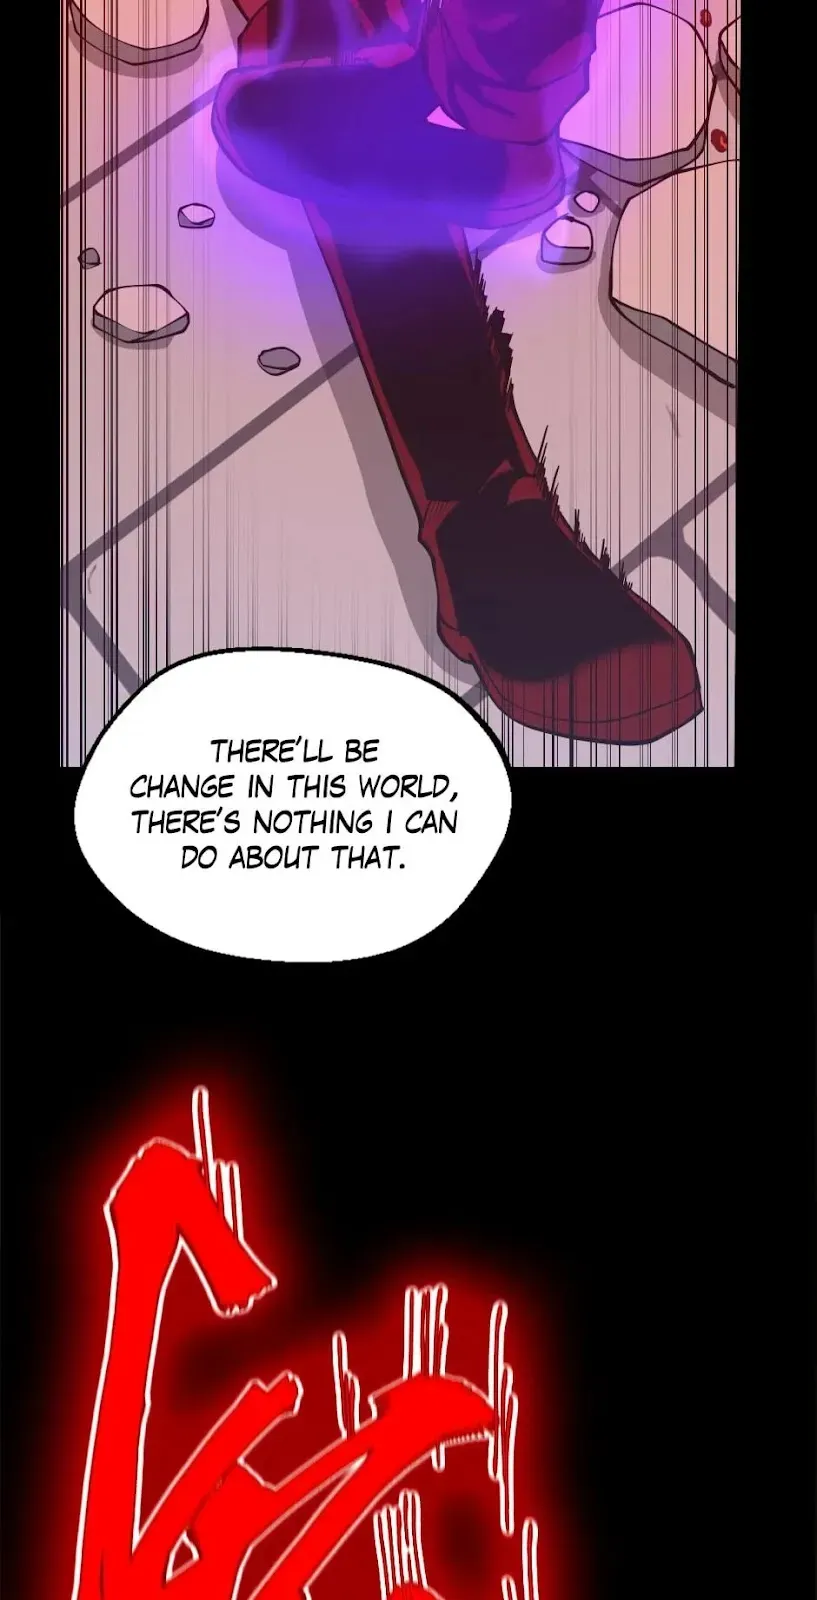 THERE'LL BE
CHANGE IN THIS WORLD,
THERE'S NOTHING I CAN
DO ABOUT THAT.